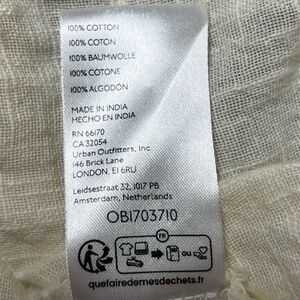 100% COTTON
100% COTON
100% BAUMWOLLE
100% COTONE
100% ALGODÓN
MADE IN INDIA
HECHO EN INDIA
RN 66170
CA 32054
Urban Outfitters, Inc.
146 Brick Lane
LONDON, E1 6RU
Leidsestraat 32, 1017 PB
Amsterdam, Netherlands
OB1703710
FR
OU
quefairedemesdechets.fr